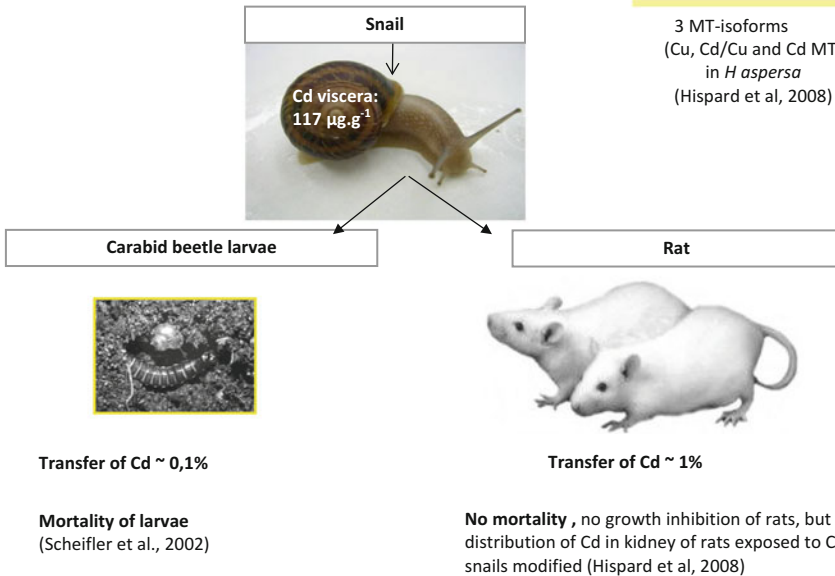 Snail
3 MT-isoforms
(Cu, Cd/Cu and Cd MT
in H aspersa
(Hispard et al, 2008)
Cd viscera:
117 µg.g-1
Carabid beetle larvae
Rat
Transfer of Cd ~ 0,1%
Transfer of Cd ~ 1%
Mortality of larvae
(Scheifler et al., 2002)
No mortality , no growth inhibition of rats, but
distribution of Cd in kidney of rats exposed to C
snails modified (Hispard et al, 2008)